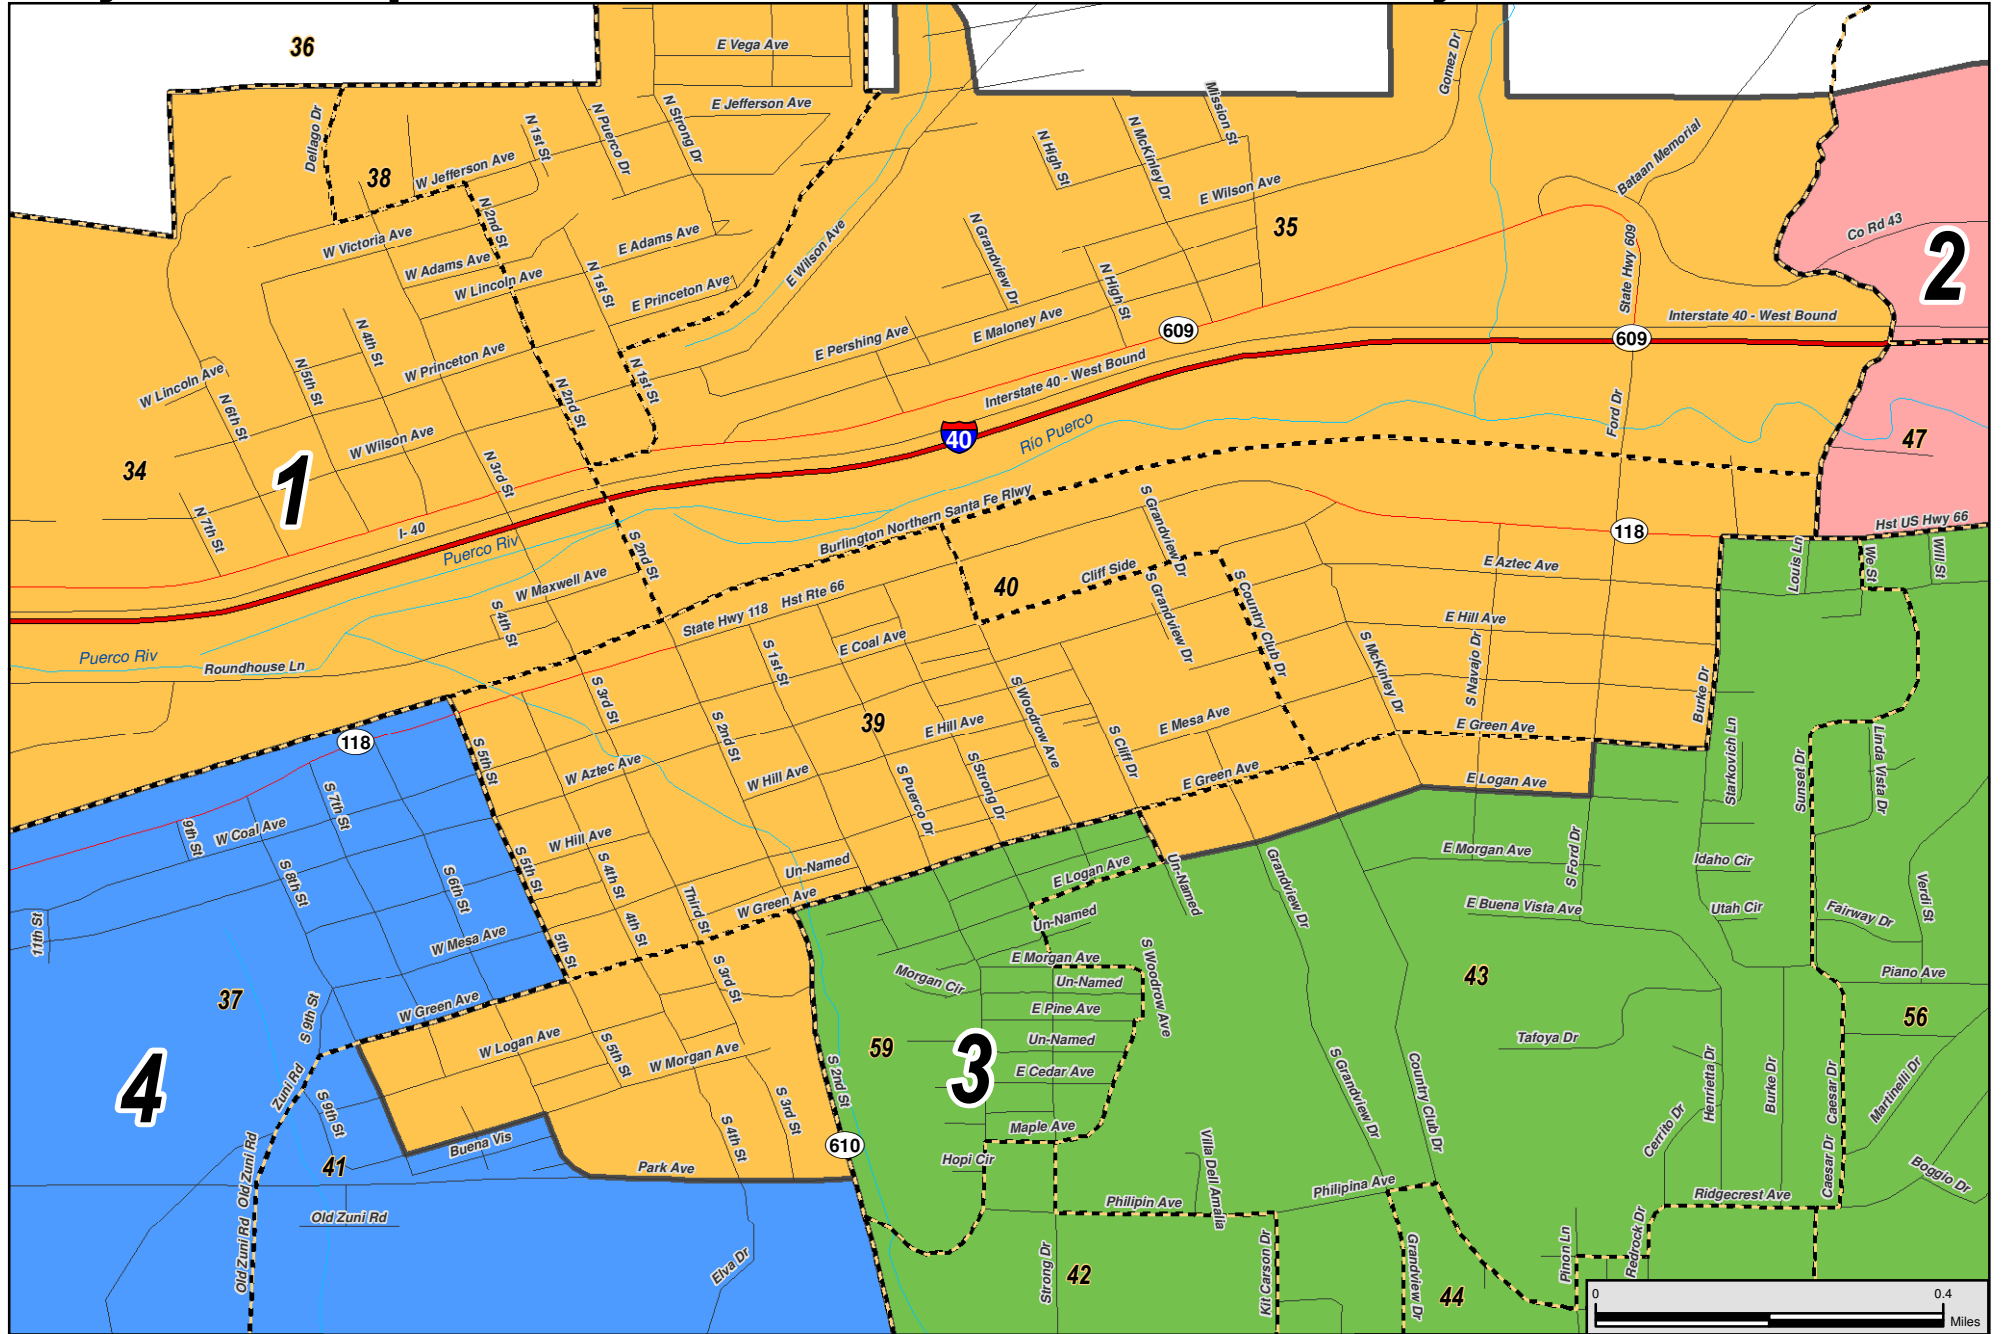 36
E Vega Ave
Gomez Dr
E Jefferson Ave
Dellago Dr
N 1st St
N Puerco Dr
N Strong Dr
Mission St
N High St
N McKinley Dr
Bataan Memorial
38
W Jefferson Ave
E Wilson Ave
35
N 2nd St
W Victoria Ave
E Adams Ave
E Wilson Ave
N Grandview Dr
Co Rd 43
2
State Hwy 609
W Adams Ave
W Lincoln Ave
N 1st St
E Princeton Ave
N High St
Interstate 40 - West Bound
N 4th St
E Pershing Ave
E Maloney Ave
609
609
W Princeton Ave
W Lincoln Ave
N 5th St
N 6th St
N 2nd St
N 1st St
Interstate 40 - West Bound
Ford Dr
40
Río Puerco
47
W Wilson Ave
34
1
N 3rd St
N 7th St
I- 40
Puerco Riv
Burlington Northern Santa Fe Rlwy
S Grandview Dr
118
Hst US Hwy 66
S 2nd St
W Maxwell Ave
S 4th St
State Hwy 118
Hst Rte 66
40
Cliff Side
S Grandview Dr
S Country Club Dr
E Aztec Ave
Louis Ln
We St
Will St
E Hill Ave
Puerco Riv
Roundhouse Ln
S 1st St
E Coal Ave
S McKinley Dr
S Navajo Dr
Burke Dr
S 3rd St
S 2nd St
39
E Hill Ave
S Woodrow Ave
E Mesa Ave
E Green Ave
118
S 5th St
W Aztec Ave
W Hill Ave
S Puerco Dr
S Strong Dr
S Cliff Dr
E Green Ave
E Logan Ave
Starkovich Ln
Sunset Dr
Linda Vista Dr
S 7th St
9th St
W Coal Ave
S 8th St
S 6th St
S 5th St
W Hill Ave
S 4th St
Un-Named
W Green Ave
Third St
4th St
5th St
E Logan Ave
Un-Named
Grandview Dr
E Morgan Ave
S Ford Dr
Idaho Cir
Utah Cir
E Buena Vista Ave
Fairway Dr
Verdi St
11th St
W Mesa Ave
Un-Named
E Morgan Ave
Morgan Cir
Un-Named
S Woodrow Ave
43
Piano Ave
37
S 9th St
W Green Ave
S 3rd St
E Pine Ave
56
W Logan Ave
S 5th St
W Morgan Ave
59
3
Un-Named
E Cedar Ave
Tafoya Dr
4
Zuni Rd
S 9th St
S 2nd St
S 3rd St
S 4th St
Maple Ave
S Grandview Dr
Country Club Dr
Cerrito Dr
Henrietta Dr
Burke Dr
Caesar Dr
Martinelli Dr
Buena Vis
610
41
Old Zuni Rd
Park Ave
Hopi Cir
Villa Dell Amalia
Philipina Ave
Caesar Dr
Boggio Dr
Ridgecrest Ave
Old Zuni Rd
Philipin Ave
Old Zuni Rd
Elva Dr
Strong Dr
42
Kit Carson Dr
Grandview Dr
44
Pinon Ln
Redrock Dr
0
0.4
Miles